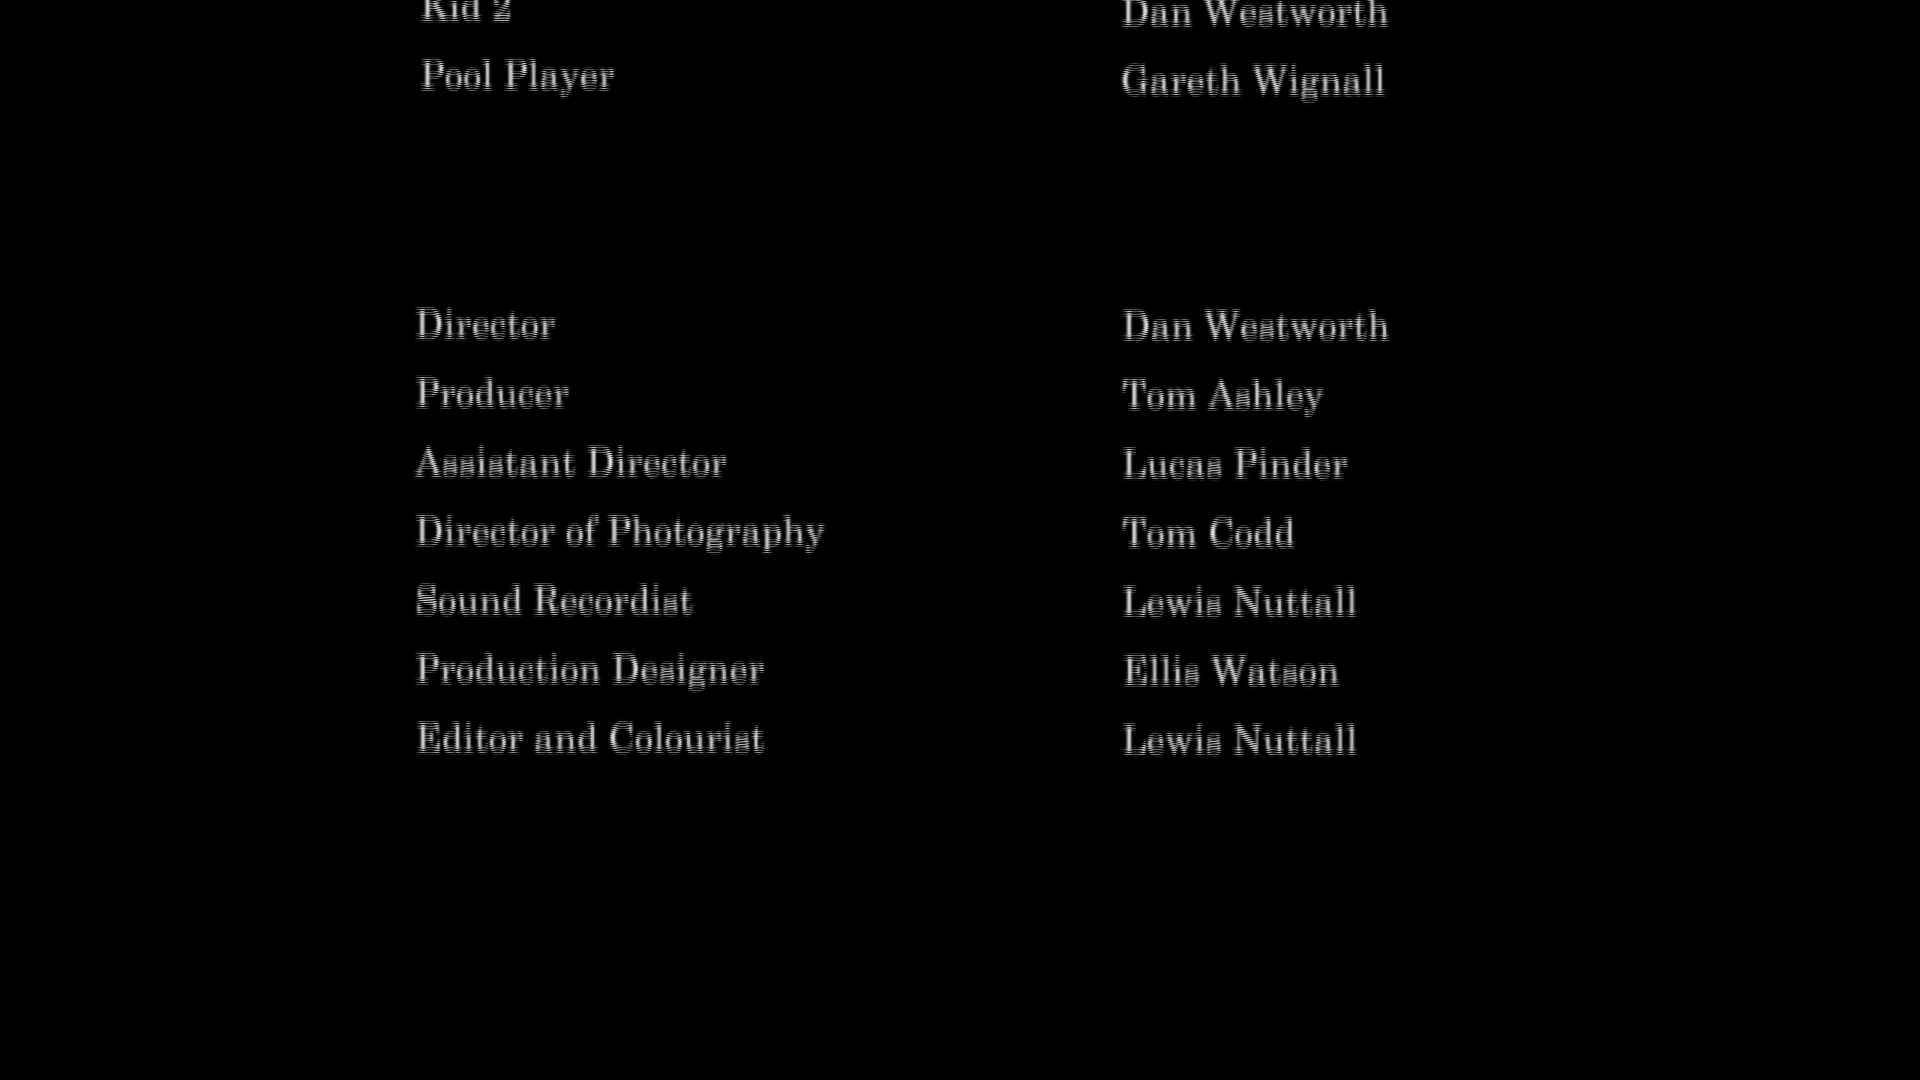 Kid 2 Dan Westworth
Pool Player Gareth Wignall
Director Dan Westworth
Producer Tom Ashley
Assistant Director Lucas Pinder
Director of Photography Tom Codd
Sound Recordist Lewis Nuttall
Production Designer Ellis Watson
Editor and Colourist Lewis Nuttall